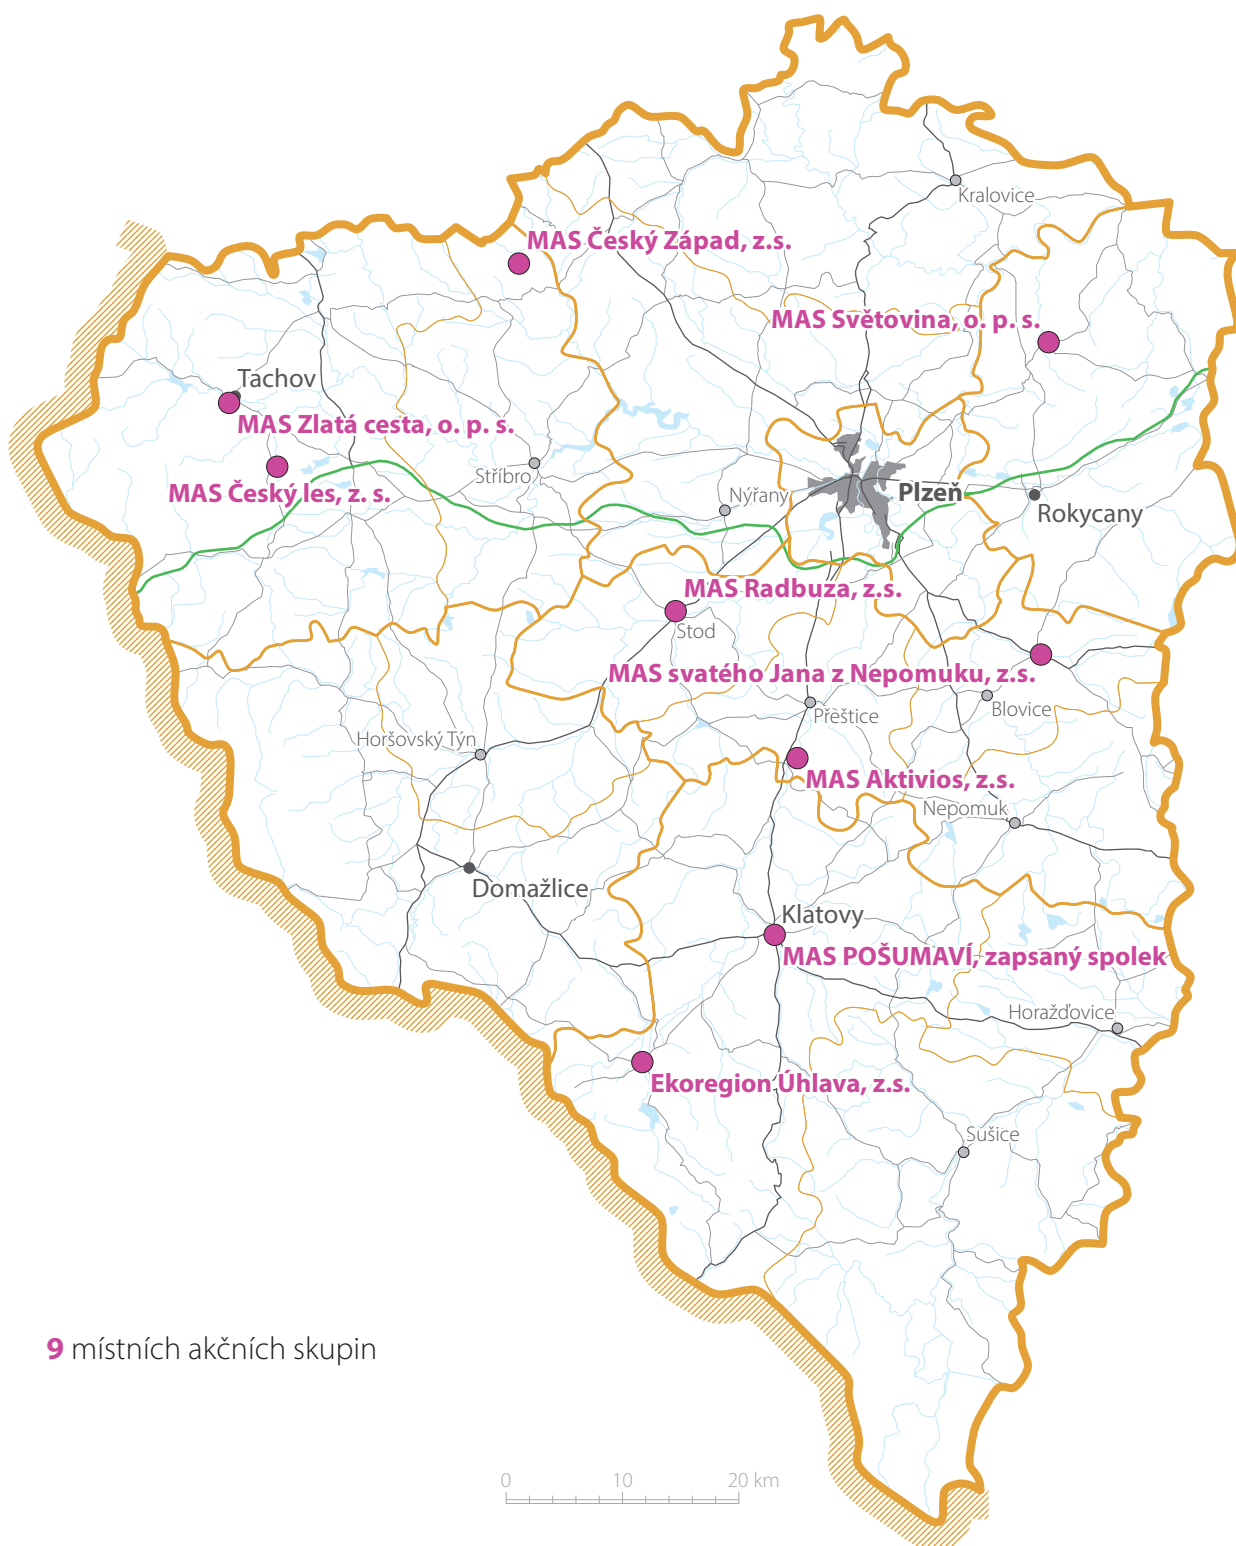 Kralovice
MAS Český Západ, z.s.
MAS Světovina, o. p. s.
Tachov
MAS Zlatá cesta, o. p. s.
Stříbro
MAS Český les, z. s.
Nýřany
Plzeň
Rokycany
MAS Radbuza, z.s.
Stod
MAS svatého Jana z Nepomuku, z.s.
Blovice
Přeštice
Horšovský Týn
MAS Aktivios, z.s.
Nepomuk
Domažlice
Klatovy
MAS POŠUMAVÍ, zapsaný spolek
Horažďovice
Ekoregion Úhlava, z.s.
Sušice
9 místních akčních skupin
0 10 20 km